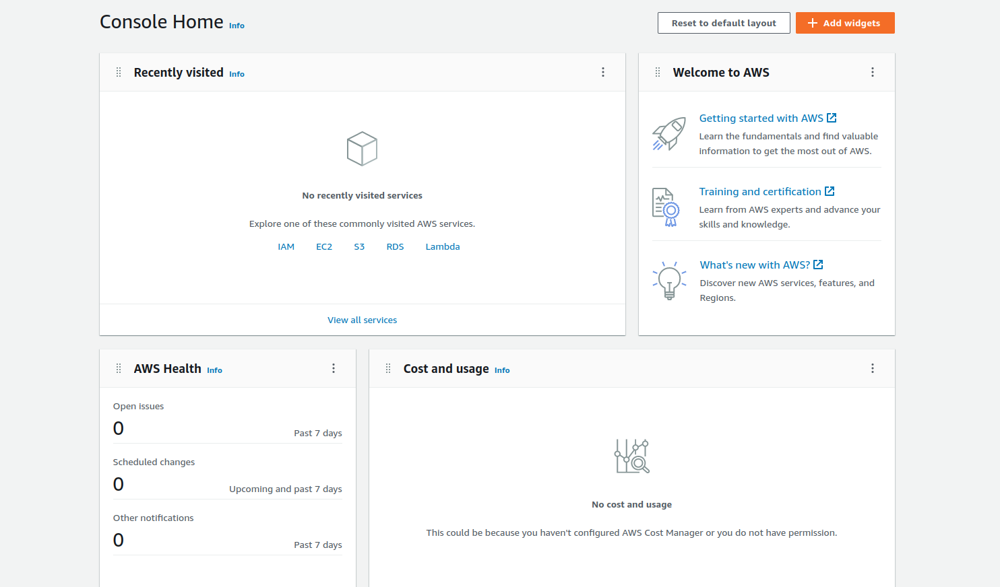 Console Home Info
Reset to default layout
Add widgets
Recently visited Info
No recently visited services
Explore one of these commonly visited AWS services.
IAM EC2 S3 RDS Lambda
View all services
Welcome to AWS
Getting started with AWS
Learn the fundamentals and find valuable
information to get the most out of AWS.
Training and certification
Learn from AWS experts and advance your
skills and knowledge.
What's new with AWS?
Discover new AWS services, features, and
Regions.
AWS Health Info
Open issues
0 Past 7 days
Scheduled changes
0 Upcoming and past 7 days
Other notifications
0 Past 7 days
Cost and usage Info
No cost and usage
This could be because you haven't configured AWS Cost Manager or you do not have permission.